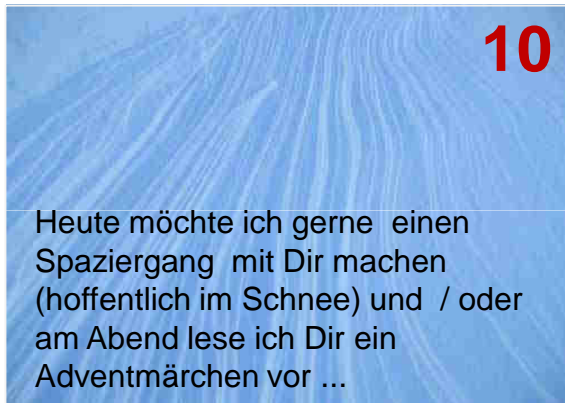 10
Heute möchte ich gerne einen
Spaziergang mit Dir machen
(hoffentlich im Schnee) und / oder
am Abend lese ich Dir ein
Adventmärchen vor ...